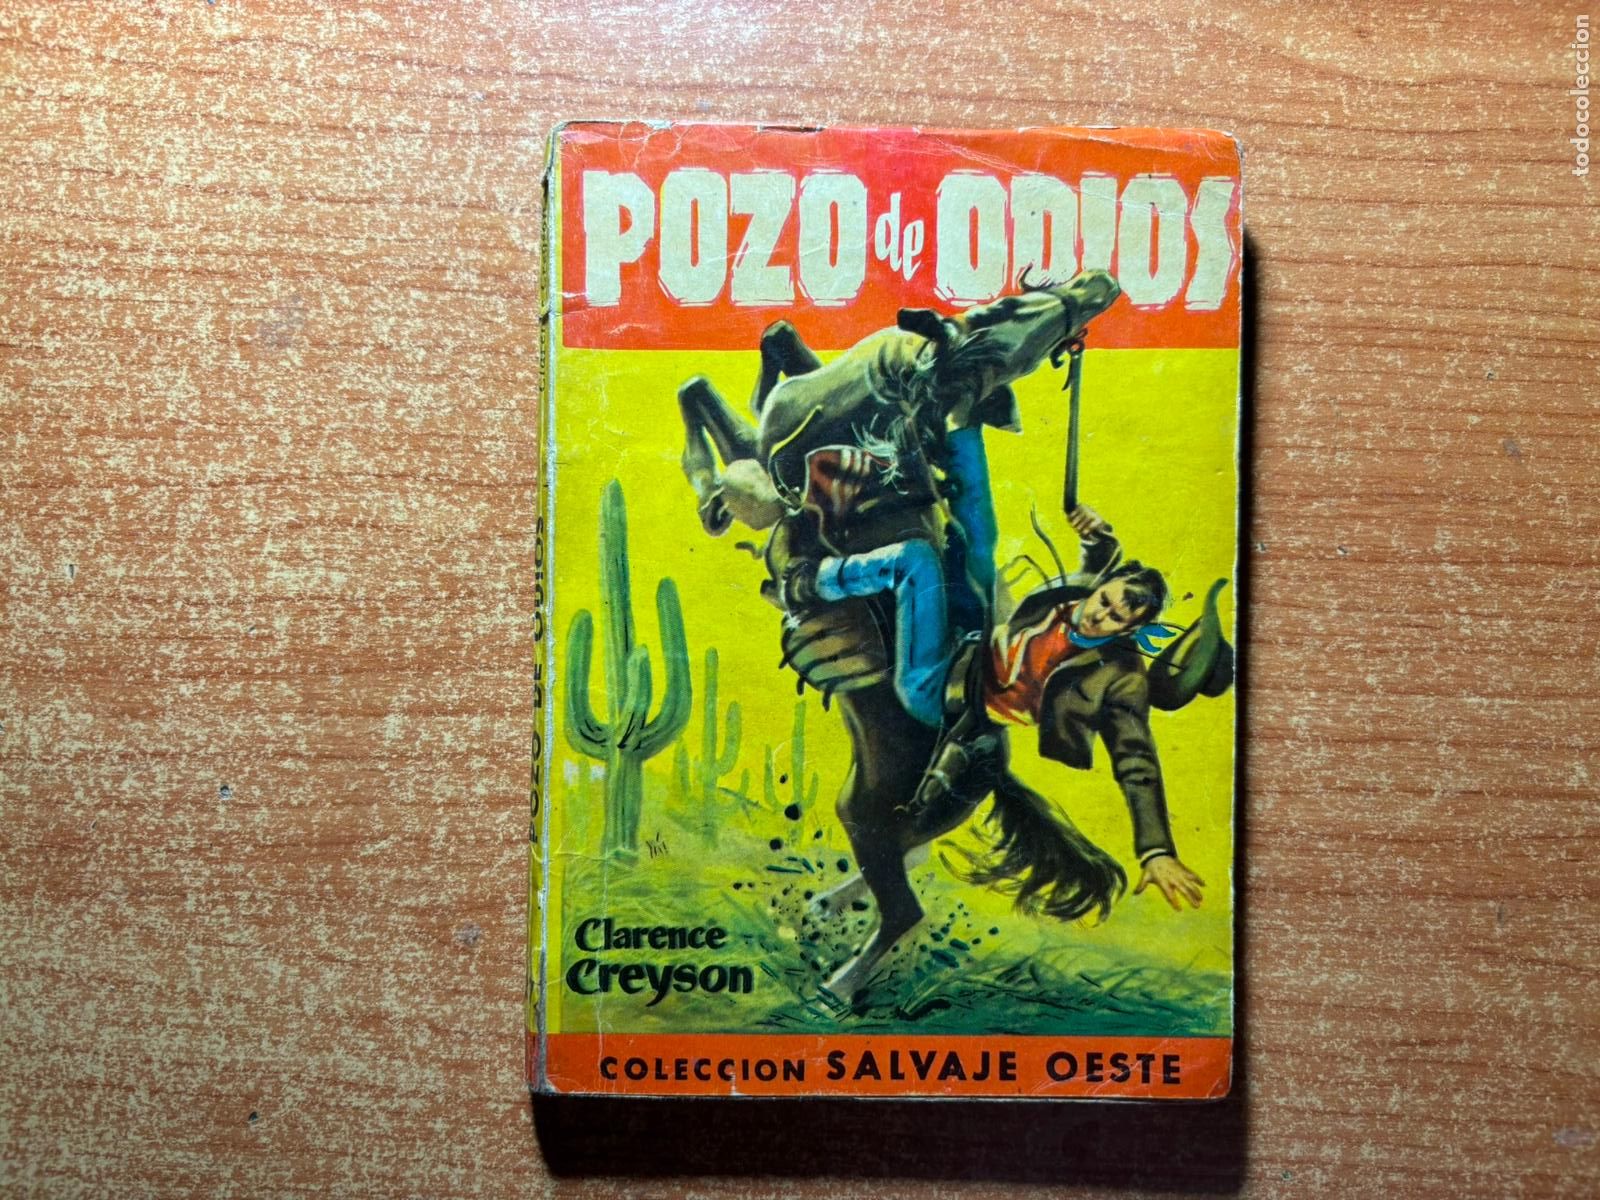 POZO de ODIOS
Clarence
Creyson
COLECCION SALVAJE OESTE
POZO DE ODIOS
todocoleccion